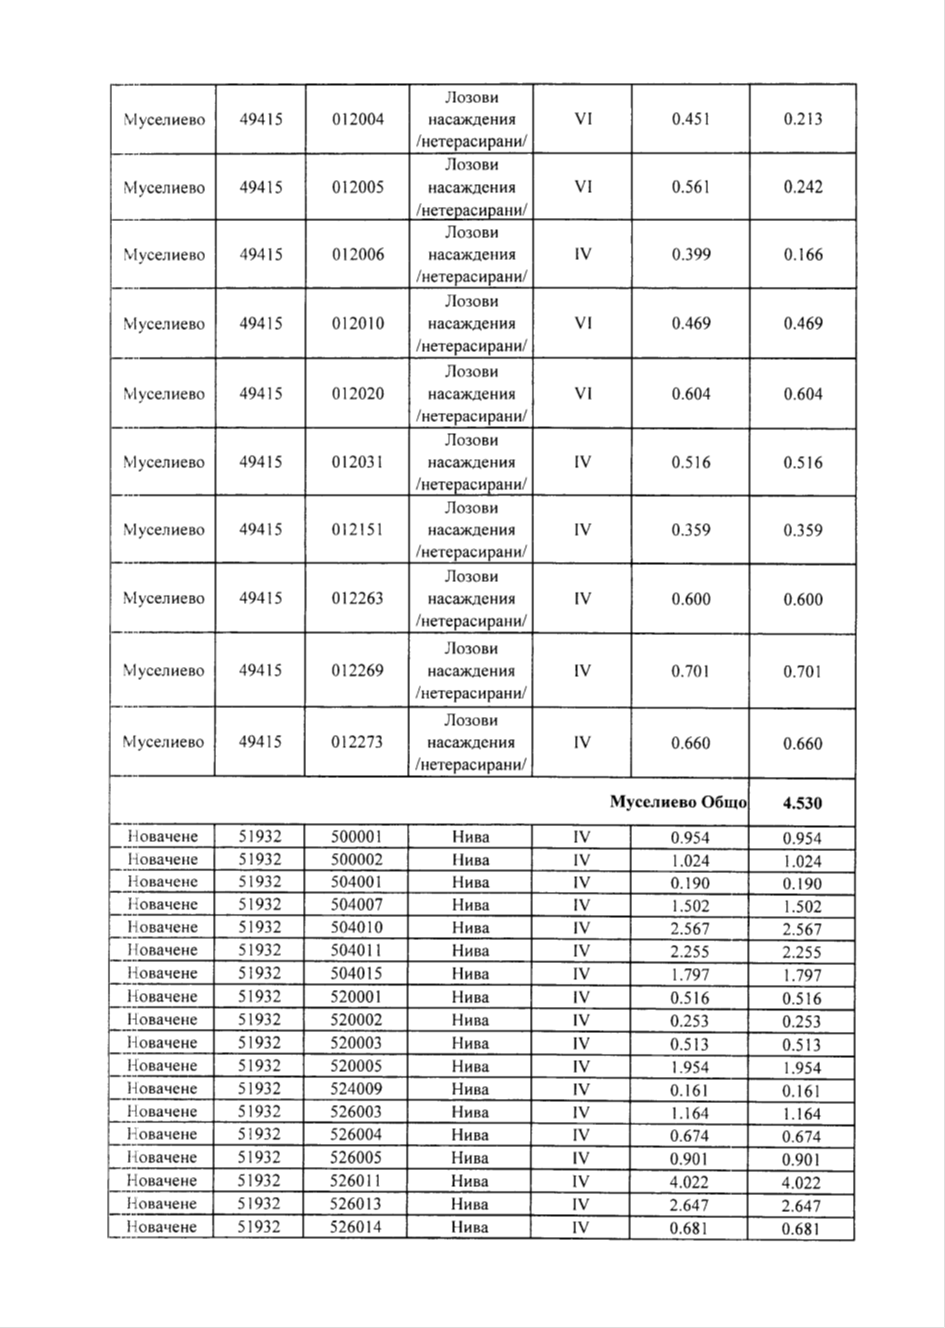 Муселиево 49415 012004 Лозови насаждения /нетерасирани/ VI 0.451 0.213
Муселиево 49415 012005 Лозови насаждения /нетерасирани/ VI 0.561 0.242
Муселиево 49415 012006 Лозови насаждения /нетерасирани/ IV 0.399 0.166
Муселиево 49415 012010 Лозови насаждения /нетерасирани/ VI 0.469 0.469
Муселиево 49415 012020 Лозови насаждения /нетерасирани/ VI 0.604 0.604
Муселиево 49415 012031 Лозови насаждения /нетерасирани/ IV 0.516 0.516
Муселиево 49415 012151 Лозови насаждения /нетерасирани/ IV 0.359 0.359
Муселиево 49415 012263 Лозови насаждения /нетерасирани/ IV 0.600 0.600
Муселиево 49415 012269 Лозови насаждения /нетерасирани/ IV 0.701 0.701
Муселиево 49415 012273 Лозови насаждения /нетерасирани/ IV 0.660 0.660
Муселиево Общо 4.530
Новачене 51932 500001 Нива IV 0.954 0.954
Новачене 51932 500002 Нива IV 1.024 1.024
Новачене 51932 504001 Нива IV 0.190 0.190
Новачене 51932 504007 Нива IV 1.502 1.502
Новачене 51932 504010 Нива IV 2.567 2.567
Новачене 51932 504011 Нива IV 2.255 2.255
Новачене 51932 504015 Нива IV 1.797 1.797
Новачене 51932 520001 Нива IV 0.516 0.516
Новачене 51932 520002 Нива IV 0.253 0.253
Новачене 51932 520003 Нива IV 0.513 0.513
Новачене 51932 520005 Нива IV 1.954 1.954
Новачене 51932 524009 Нива IV 0.161 0.161
Новачене 51932 526003 Нива IV 1.164 1.164
Новачене 51932 526004 Нива IV 0.674 0.674
Новачене 51932 526005 Нива IV 0.901 0.901
Новачене 51932 526011 Нива IV 4.022 4.022
Новачене 51932 526013 Нива IV 2.647 2.647
Новачене 51932 526014 Нива IV 0.681 0.681